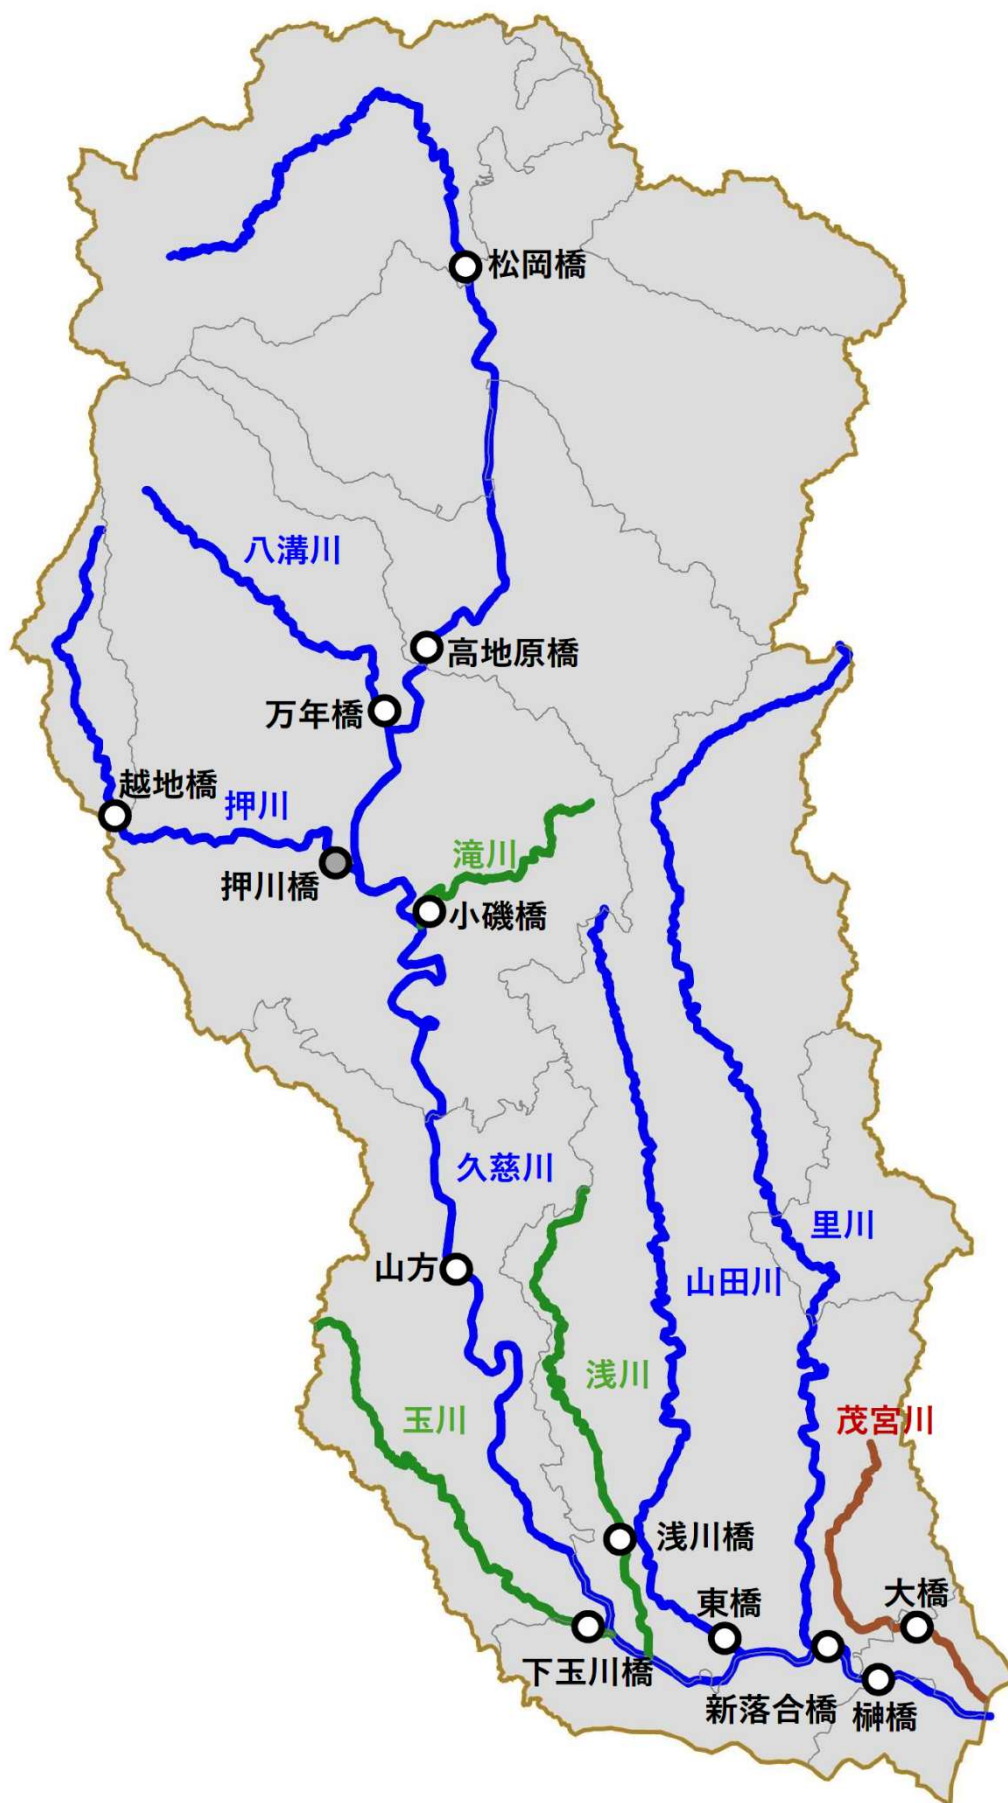 松岡橋
八溝川
高地原橋
万年橋
越地橋
押川
滝川
押川橋
小磯橋
久慈川
里川
山方
山田川
浅川
玉川
茂宮川
浅川橋
大橋
東橋
下玉川橋
新落合橋
榊橋